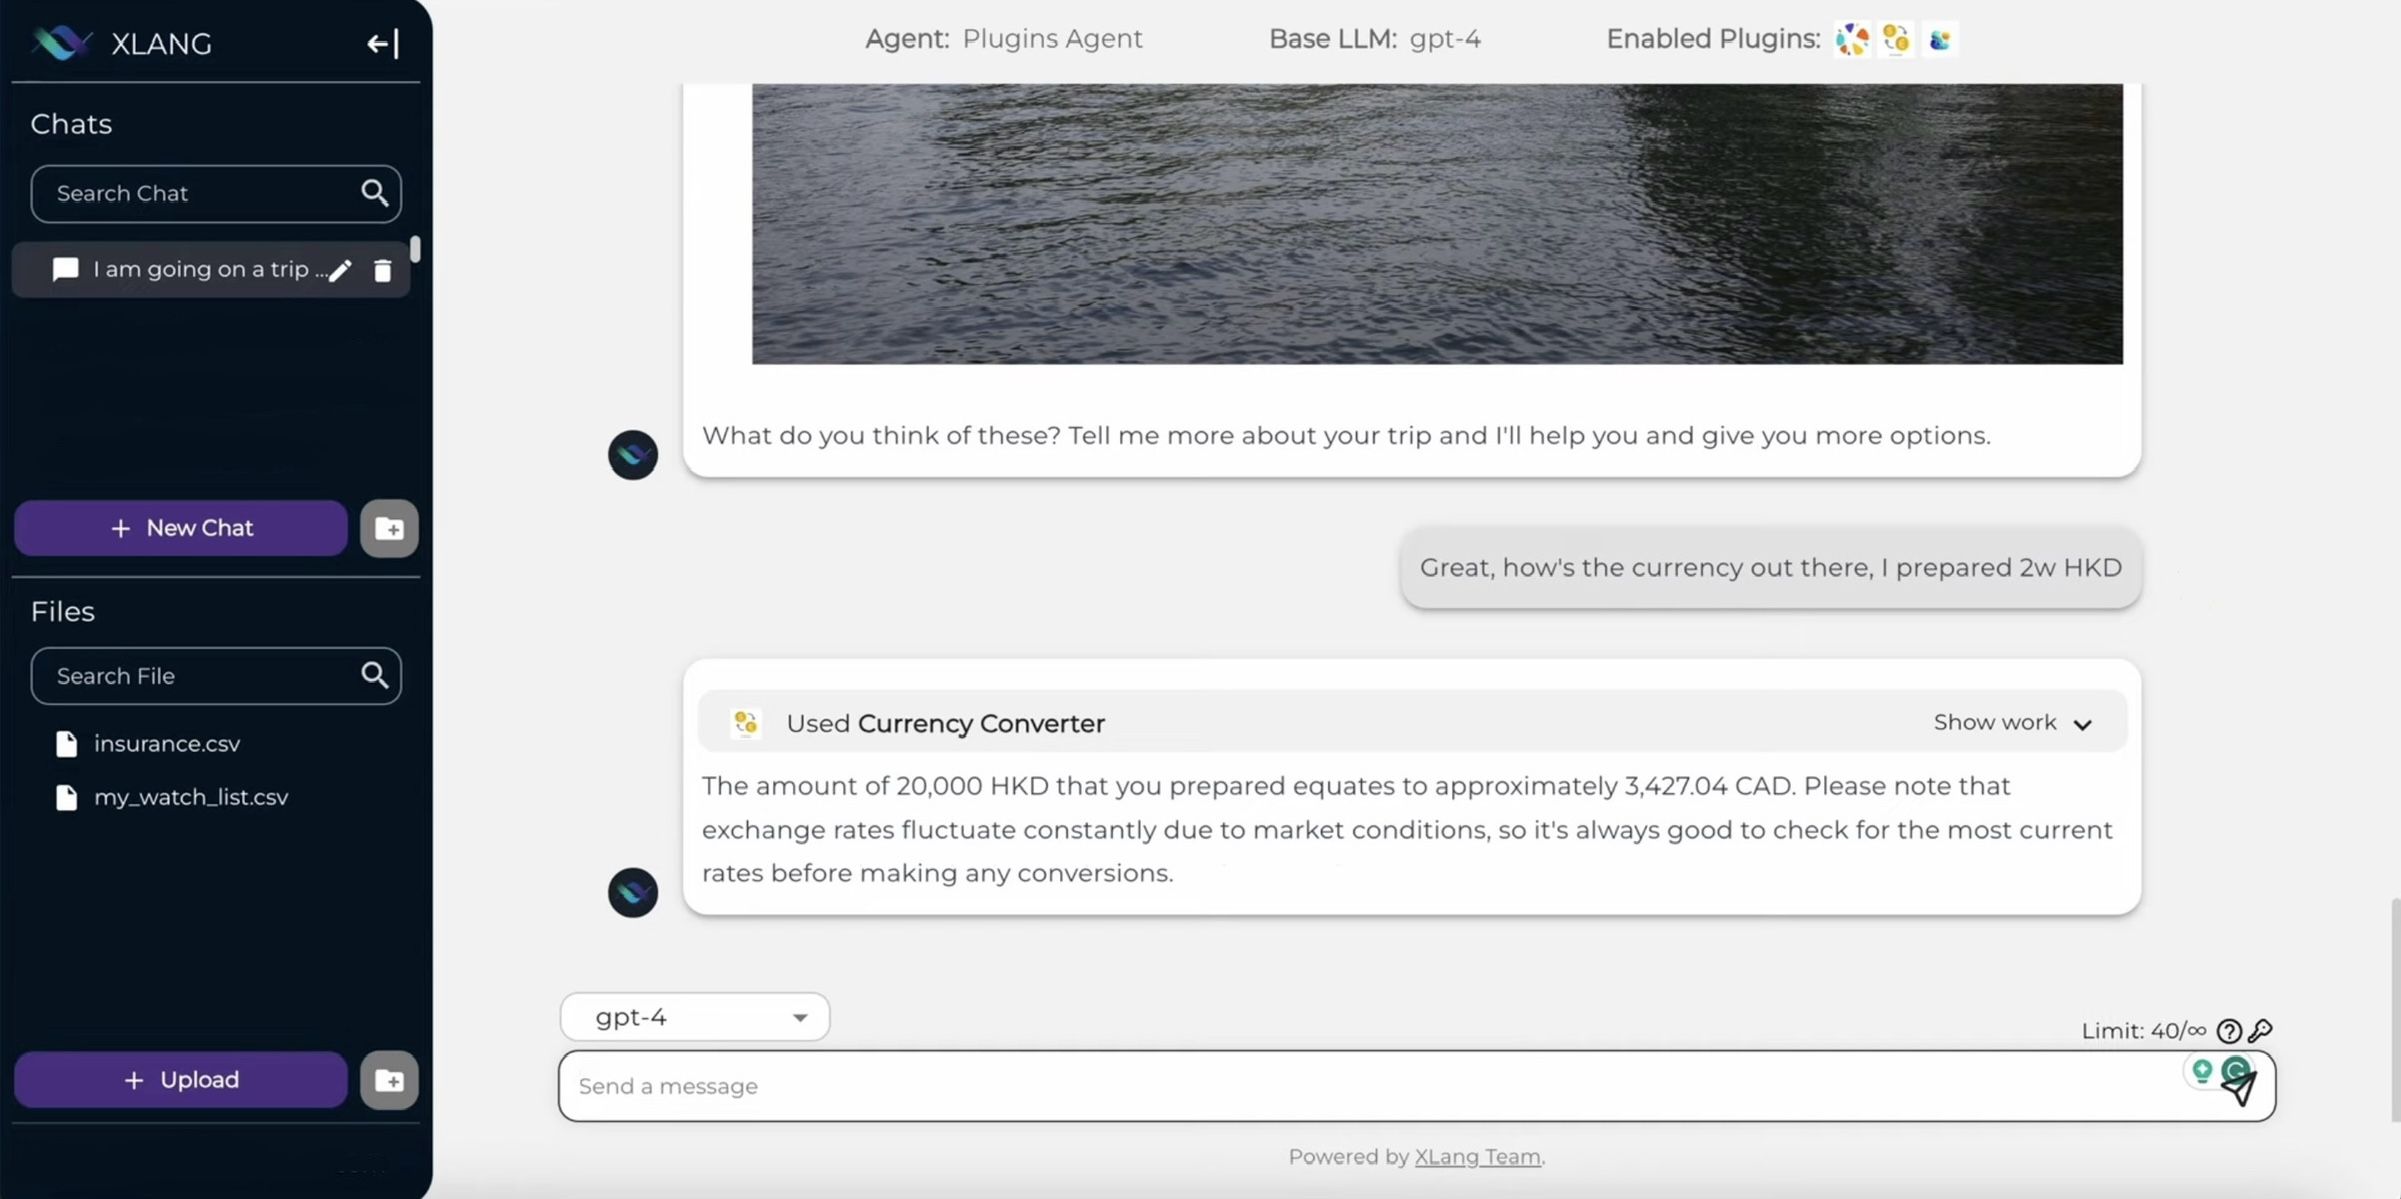 XLANG
Chats
Search Chat
I am going on a trip ...
+ New Chat
Files
Search File
insurance.csv
my_watch_list.csv
+ Upload
Agent: Plugins Agent
Base LLM: gpt-4
Enabled Plugins:
What do you think of these? Tell me more about your trip and I'll help you and give you more options.
Great, how's the currency out there, I prepared 2w HKD
Used Currency Converter
Show work
The amount of 20,000 HKD that you prepared equates to approximately 3,427.04 CAD. Please note that
exchange rates fluctuate constantly due to market conditions, so it's always good to check for the most current
rates before making any conversions.
gpt-4
Limit: 40/∞
Send a message
Powered by XLang Team.